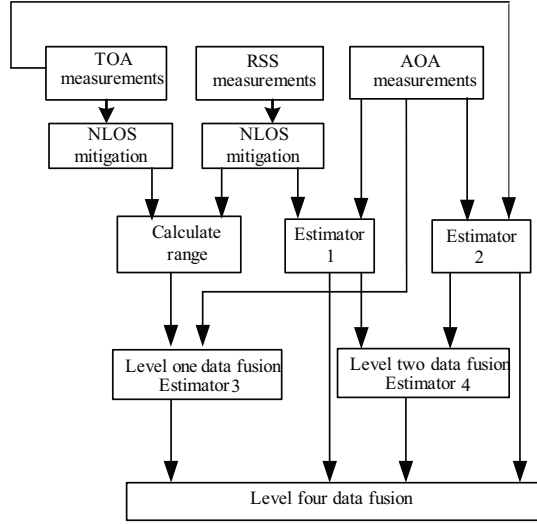 TOA
measurements
RSS
measurements
AOA
measurements
NLOS
mitigation
NLOS
mitigation
Calculate
range
Estimator
1
Estimator
2
Level one data fusion
Estimator 3
Level two data fusion
Estimator 4
Level four data fusion